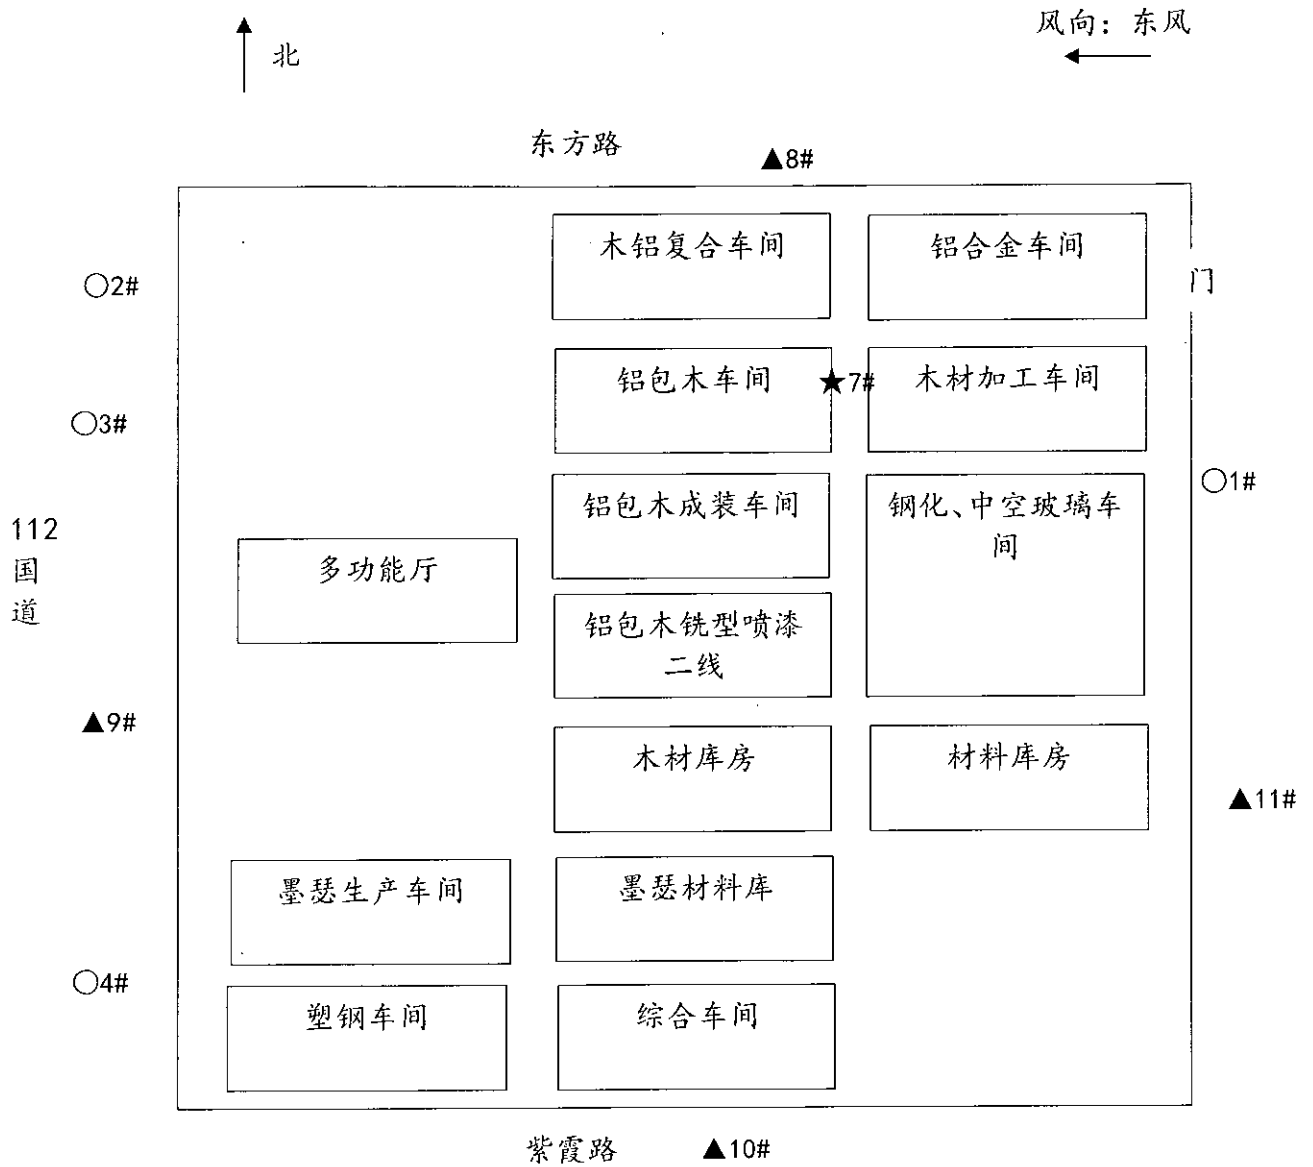 北
风向：东风
东方路
▲8#
木铝复合车间
铝合金车间
○2#
门
铝包木车间
★7#
木材加工车间
○3#
○1#
铝包木成装车间
钢化、中空玻璃车
间
112
国
道
多功能厅
铝包木铣型喷漆
二线
▲9#
木材库房
材料库房
▲11#
墨瑟生产车间
墨瑟材料库
○4#
塑钢车间
综合车间
紫霞路
▲10#